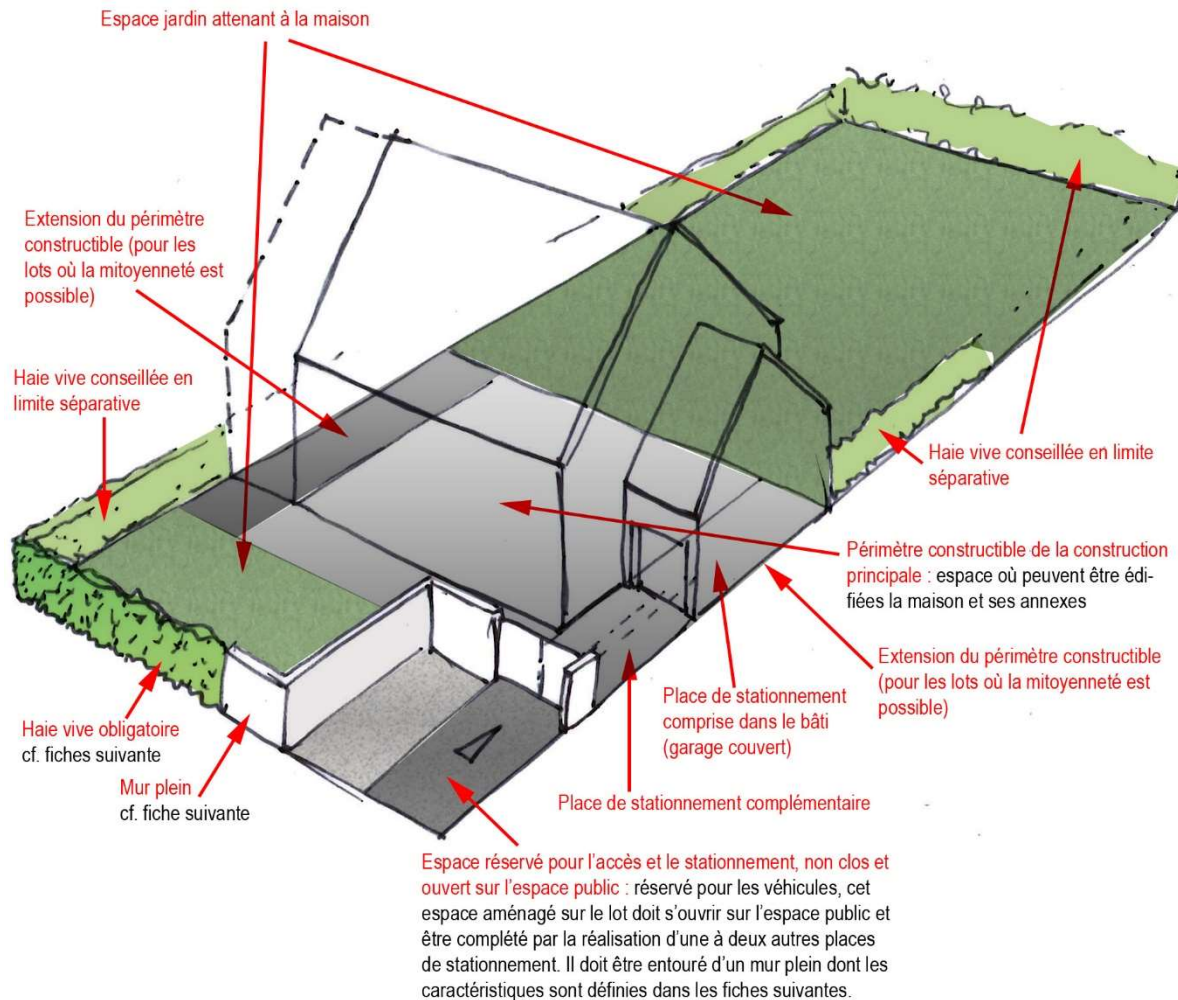 Espace jardin attenant à la maison
Extension du périmètre
constructible (pour les
lots où la mitoyenneté est
possible)
Haie vive conseillée en
limite séparative
Haie vive conseillée en limite
séparative
Périmètre constructible de la construction
principale : espace où peuvent être édi-
fiées la maison et ses annexes
Extension du périmètre constructible
(pour les lots où la mitoyenneté est
possible)
Place de stationnement
comprise dans le bâti
(garage couvert)
Haie vive obligatoire
cf. fiches suivante
Mur plein
cf. fiche suivante
Place de stationnement complémentaire
Espace réservé pour l'accès et le stationnement, non clos et
ouvert sur l'espace public : réservé pour les véhicules, cet
espace aménagé sur le lot doit s'ouvrir sur l'espace public et
être complété par la réalisation d'une à deux autres places
de stationnement. Il doit être entouré d'un mur plein dont les
caractéristiques sont définies dans les fiches suivantes.